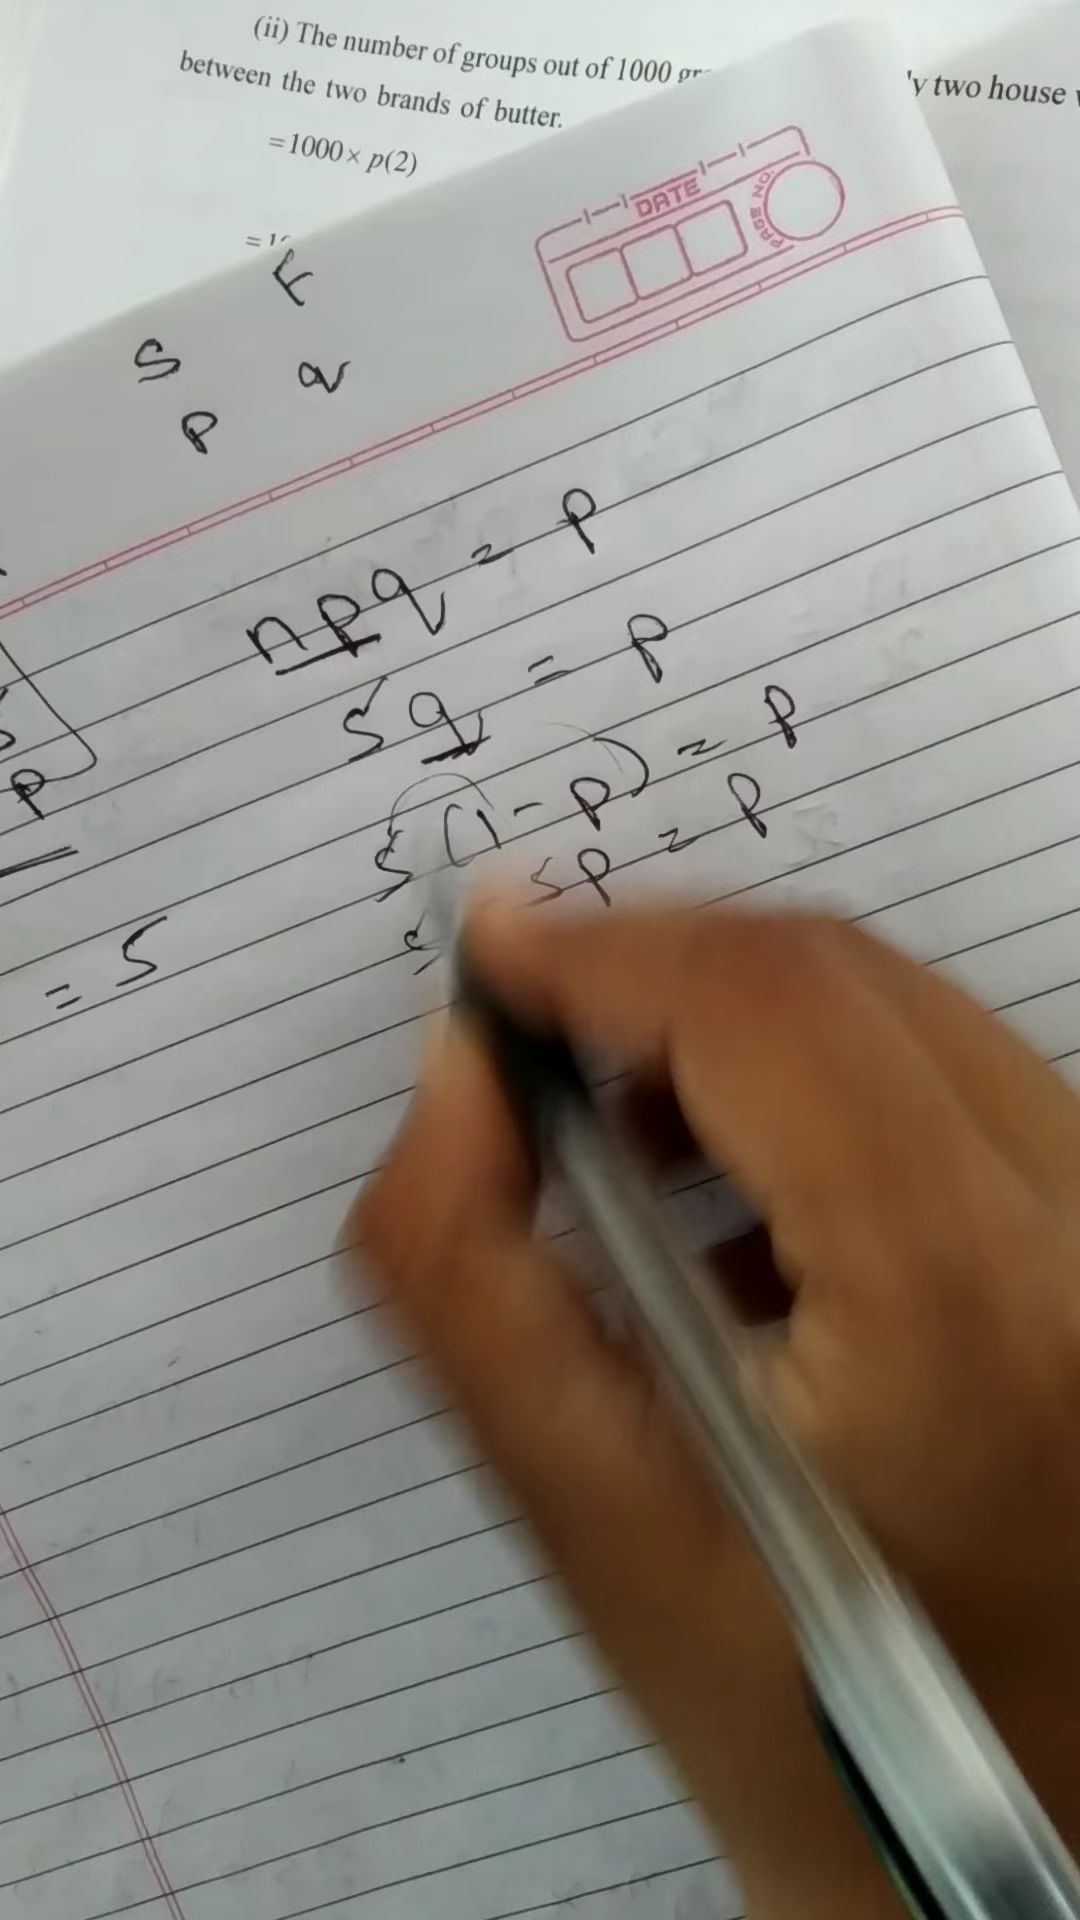 (ii) The number of groups out of 1000
'y two house
between the two brands of butter.
= 1000 × p(2)
DATE
PAGE NO.
F
S
q
P
npq = P
5q = P
5(1 - P) = P
5 5P = P
P
= 5